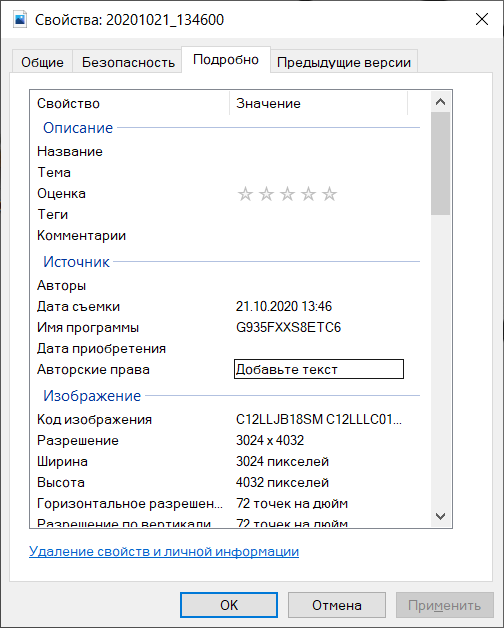 Свойства: 20201021_134600
Общие Безопасность Подробно Предыдущие версии
Свойство Значение
Описание
Название
Тема
Оценка
Теги
Комментарии
Источник
Авторы
Дата съемки 21.10.2020 13:46
Имя программы G935FXXS8ETC6
Дата приобретения
Авторские права Добавьте текст
Изображение
Код изображения C12LLJB18SM C12LLLC01...
Разрешение 3024 x 4032
Ширина 3024 пикселей
Высота 4032 пикселей
Горизонтальное разрешен... 72 точек на дюйм
Разрешение по вертикали 72 точек на дюйм
Удаление свойств и личной информации
OK Отмена Применить